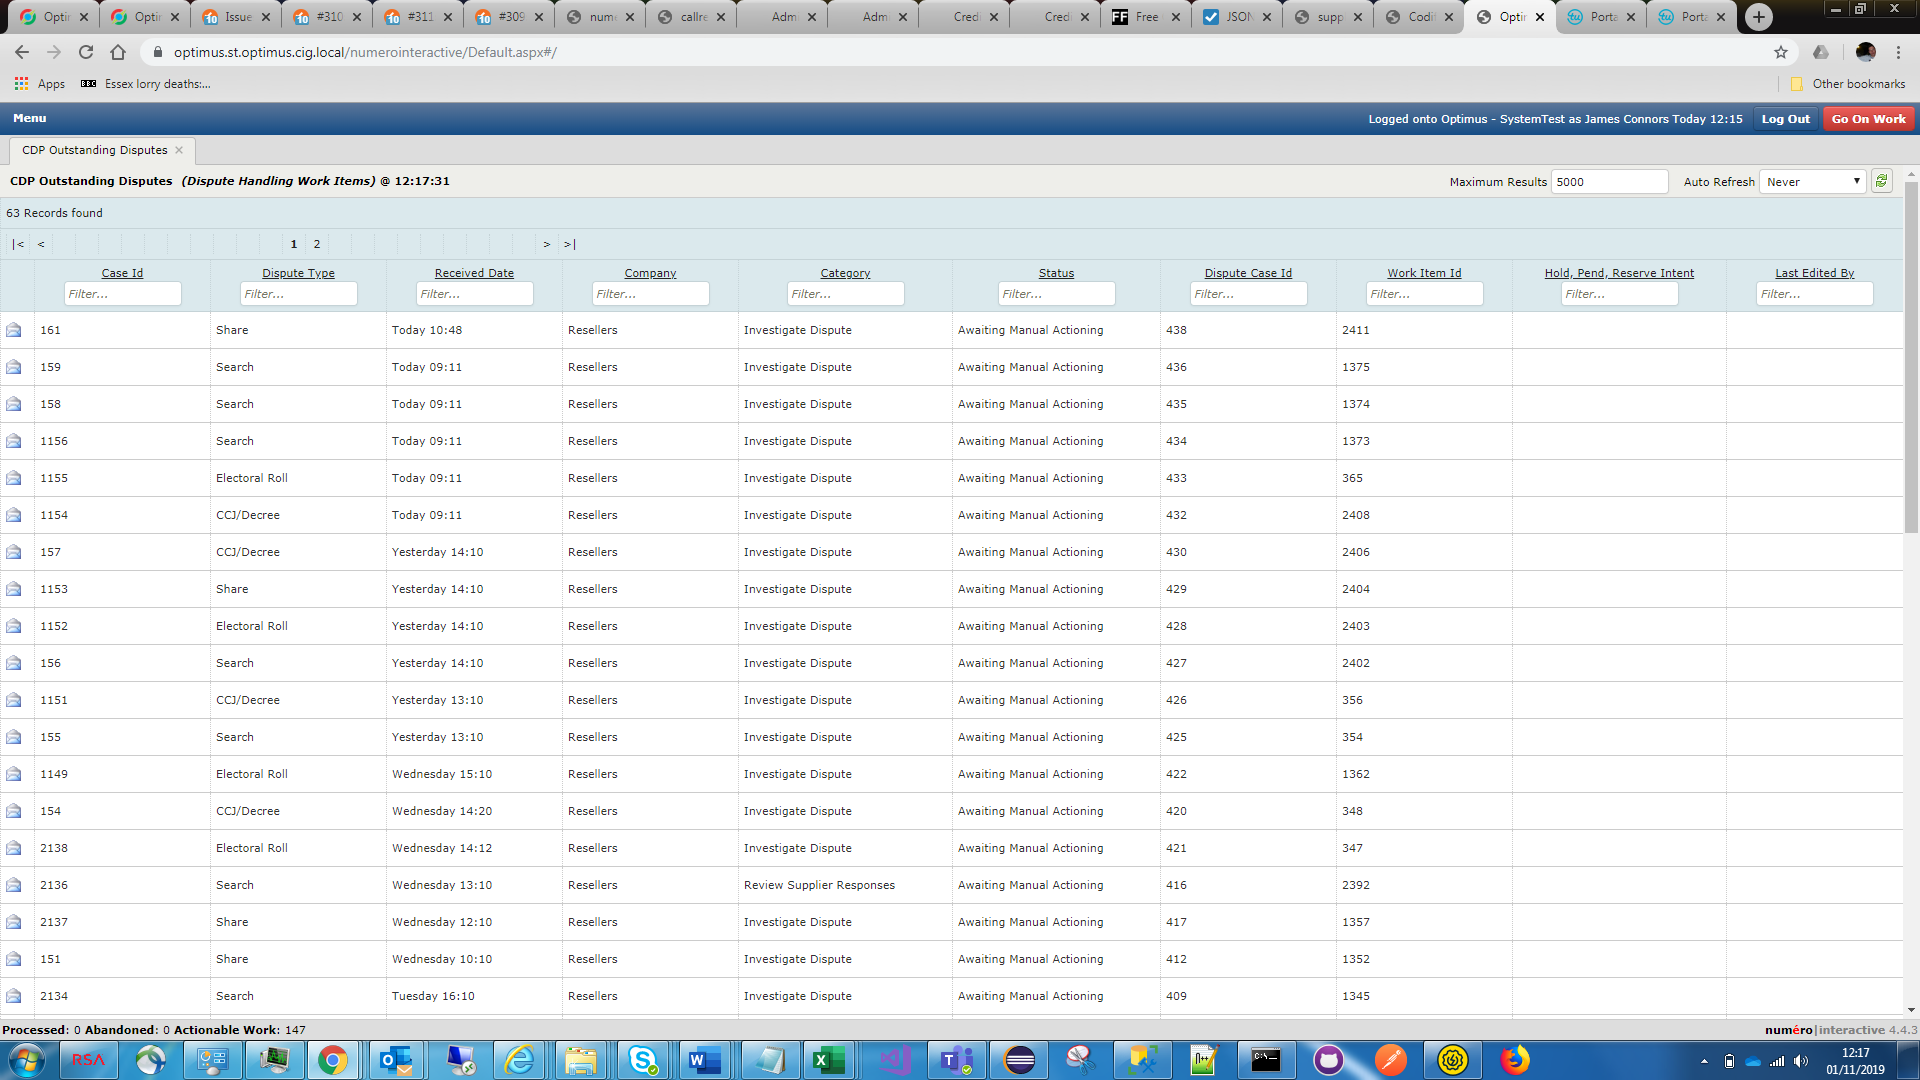 Optin
Optin
Issue
#310
#311
#309
nume
callre
Adm
Admi
Credi
Credi
Free
JSON
supp
Codif
Optin
Porta
Porta
optimus.st.optimus.cig.local/numerointeractive/Default.aspx#/
Apps
BBC
Essex lorry deaths:...
Other bookmarks
Menu
Logged onto Optimus - SystemTest as James Connors Today 12:15
Log Out
Go On Work
CDP Outstanding Disputes
CDP Outstanding Disputes (Dispute Handling Work Items) @ 12:17:31
Maximum Results 5000 Auto Refresh Never
63 Records found
|< < 1 2 > >|
Case Id Dispute Type Received Date Company Category Status Dispute Case Id Work Item Id Hold, Pend, Reserve Intent Last Edited By
Filter... Filter... Filter... Filter... Filter... Filter... Filter... Filter... Filter... Filter...
161 Share Today 10:48 Resellers Investigate Dispute Awaiting Manual Actioning 438 2411
159 Search Today 09:11 Resellers Investigate Dispute Awaiting Manual Actioning 436 1375
158 Search Today 09:11 Resellers Investigate Dispute Awaiting Manual Actioning 435 1374
1156 Search Today 09:11 Resellers Investigate Dispute Awaiting Manual Actioning 434 1373
1155 Electoral Roll Today 09:11 Resellers Investigate Dispute Awaiting Manual Actioning 433 365
1154 CCJ/Decree Today 09:11 Resellers Investigate Dispute Awaiting Manual Actioning 432 2408
157 CCJ/Decree Yesterday 14:10 Resellers Investigate Dispute Awaiting Manual Actioning 430 2406
1153 Share Yesterday 14:10 Resellers Investigate Dispute Awaiting Manual Actioning 429 2404
1152 Electoral Roll Yesterday 14:10 Resellers Investigate Dispute Awaiting Manual Actioning 428 2403
156 Search Yesterday 14:10 Resellers Investigate Dispute Awaiting Manual Actioning 427 2402
1151 CCJ/Decree Yesterday 13:10 Resellers Investigate Dispute Awaiting Manual Actioning 426 356
155 Search Yesterday 13:10 Resellers Investigate Dispute Awaiting Manual Actioning 425 354
1149 Electoral Roll Wednesday 15:10 Resellers Investigate Dispute Awaiting Manual Actioning 422 1362
154 CCJ/Decree Wednesday 14:20 Resellers Investigate Dispute Awaiting Manual Actioning 420 348
2138 Electoral Roll Wednesday 14:12 Resellers Investigate Dispute Awaiting Manual Actioning 421 347
2136 Search Wednesday 13:10 Resellers Review Supplier Responses Awaiting Manual Actioning 416 2392
2137 Share Wednesday 12:10 Resellers Investigate Dispute Awaiting Manual Actioning 417 1357
151 Share Wednesday 10:10 Resellers Investigate Dispute Awaiting Manual Actioning 412 1352
2134 Search Tuesday 16:10 Resellers Investigate Dispute Awaiting Manual Actioning 409 1345
Processed: 0 Abandoned: 0 Actionable Work: 147
numéro|interactive 4.4.3
RSA
12:17
01/11/2019